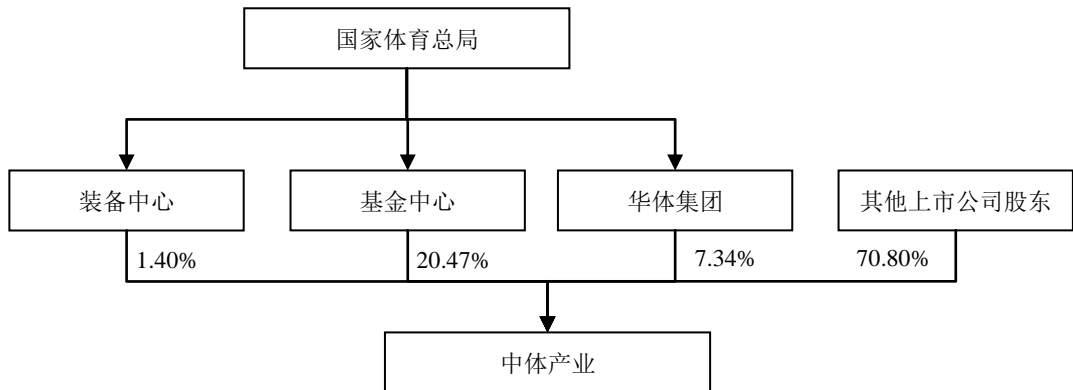 国家体育总局
装备中心
基金中心
华体集团
其他上市公司股东
1.40%
20.47%
7.34%
70.80%
中体产业